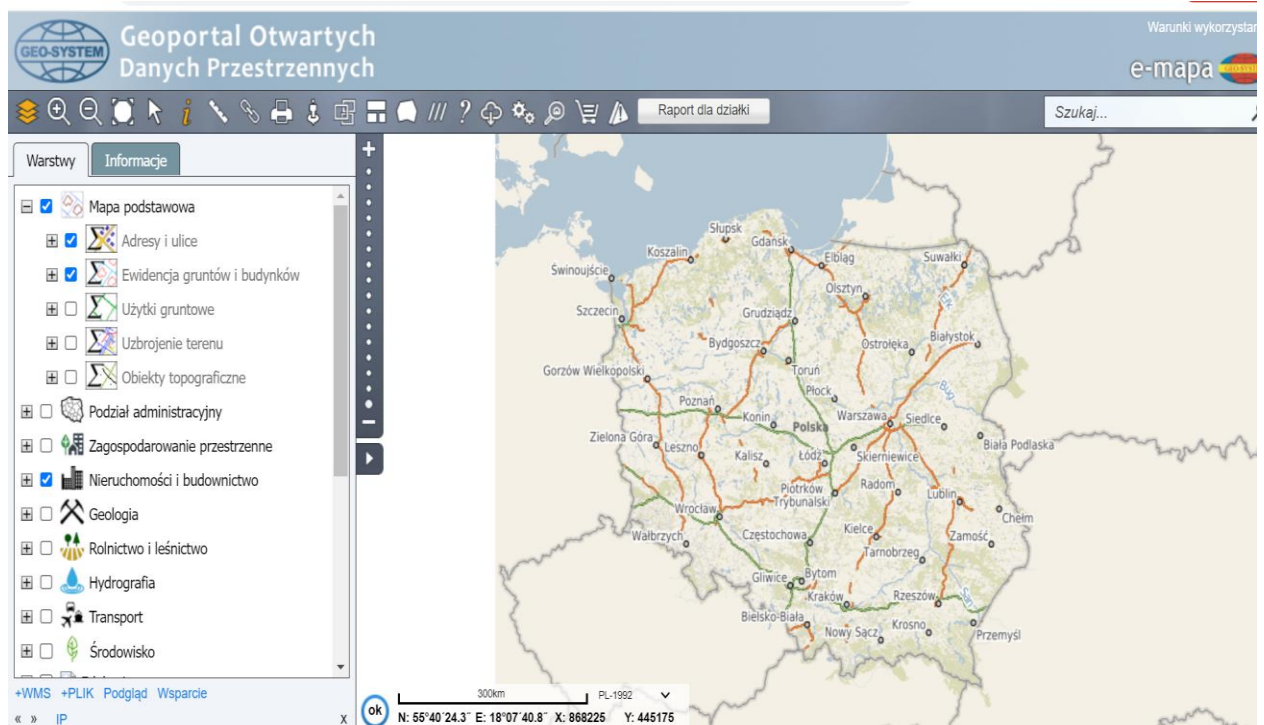 GEO-SYSTEM
Geoportal Otwartych
Danych Przestrzennych
e-mapa
Raport dla działki
Szukaj...
Warstwy
Informacje
Mapa podstawowa
Adresy i ulice
Ewidencja gruntów i budynków
Użytki gruntowe
Uzbrojenie terenu
Obiekty topograficzne
Podział administracyjny
Zagospodarowanie przestrzenne
Nieruchomości i budownictwo
Geologia
Rolnictwo i leśnictwo
Hydrografia
Transport
Środowisko
+WMS +PLIK Podgląd Wsparcie
« » IP x
Słupsk
Gdańsk
Koszalin
Elbląg
Suwałki
Świnoujście
Olsztyn
Ełk
Szczecin
Grudziądz
Bydgoszcz
Ostrołęka
Białystok
Gorzów Wielkopolski
Toruń
Bug
Płock
Poznań
Konin
Warszawa
Siedlce
Polska
Zielona Góra
Leszno
Kalisz
Łódź
Skierniewice
Biała Podlaska
Piotrków
Trybunalski
Radom
Lublin
Wrocław
Chełm
Wałbrzych
Częstochowa
Kielce
Zamość
Tarnobrzeg
Gliwice
Bytom
Kraków
Rzeszów
San
Bielsko-Biała
Nowy Sącz
Krosno
Przemyśl
300km
PL-1992
ok
N: 55°40´24.3˝ E: 18°07´40.8˝ X: 868225 Y: 445175